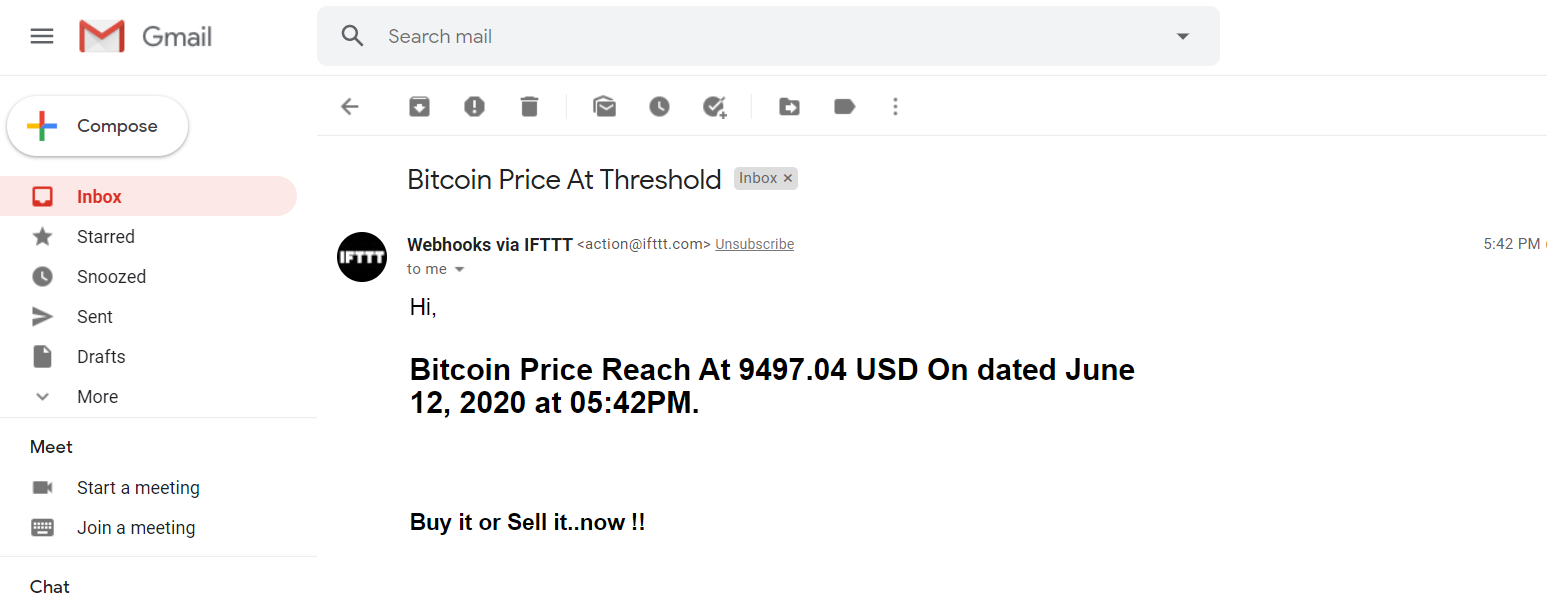 Gmail
Search mail
Compose
Inbox
Starred
Snoozed
Sent
Drafts
More
Meet
Start a meeting
Join a meeting
Chat
Bitcoin Price At Threshold Inbox ×
IFTTT
Webhooks via IFTTT <action@ifttt.com> Unsubscribe 5:42 PM
to me
Hi,
Bitcoin Price Reach At 9497.04 USD On dated June
12, 2020 at 05:42PM.
Buy it or Sell it..now !!